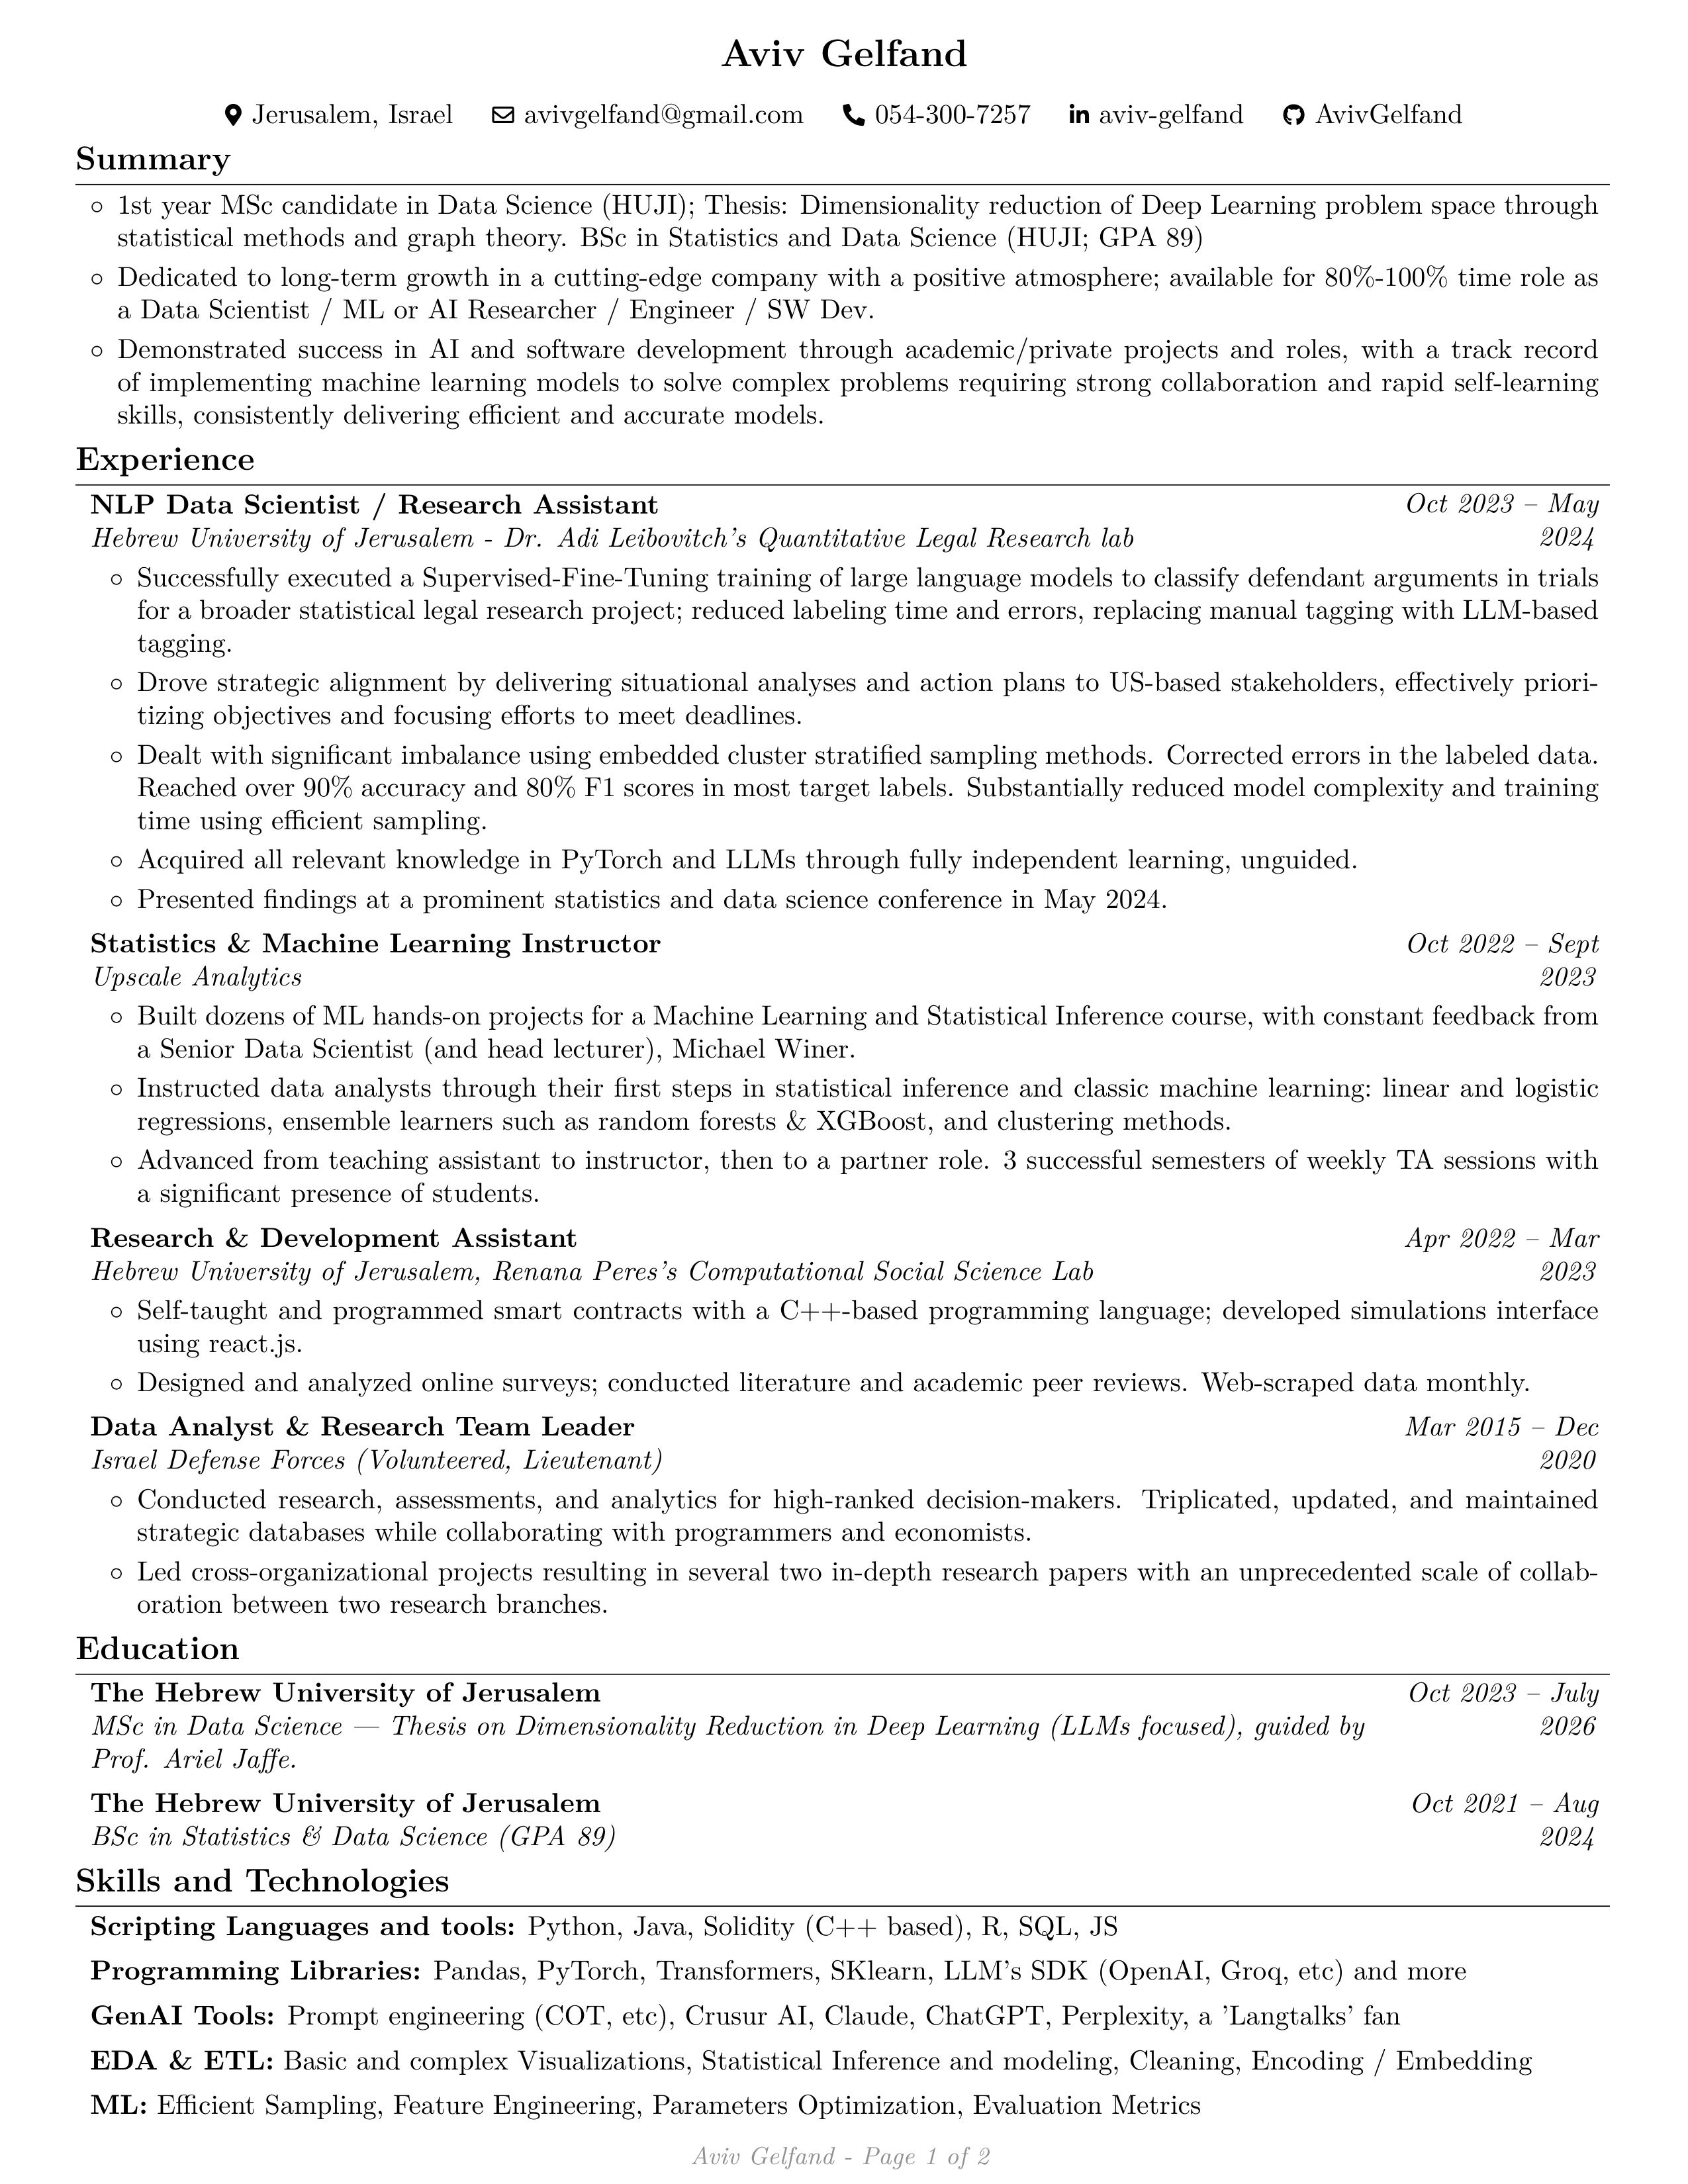 Aviv Gelfand
Jerusalem, Israel avivgelfand@gmail.com 054-300-7257 aviv-gelfand AvivGelfand
Summary
◦ 1st year MSc candidate in Data Science (HUJI); Thesis: Dimensionality reduction of Deep Learning problem space through
statistical methods and graph theory. BSc in Statistics and Data Science (HUJI; GPA 89)
◦ Dedicated to long-term growth in a cutting-edge company with a positive atmosphere; available for 80%-100% time role as
a Data Scientist / ML or AI Researcher / Engineer / SW Dev.
◦ Demonstrated success in AI and software development through academic/private projects and roles, with a track record
of implementing machine learning models to solve complex problems requiring strong collaboration and rapid self-learning
skills, consistently delivering efficient and accurate models.
Experience
NLP Data Scientist / Research Assistant Oct 2023 – May
Hebrew University of Jerusalem - Dr. Adi Leibovitch's Quantitative Legal Research lab 2024
◦ Successfully executed a Supervised-Fine-Tuning training of large language models to classify defendant arguments in trials
for a broader statistical legal research project; reduced labeling time and errors, replacing manual tagging with LLM-based
tagging.
◦ Drove strategic alignment by delivering situational analyses and action plans to US-based stakeholders, effectively priori-
tizing objectives and focusing efforts to meet deadlines.
◦ Dealt with significant imbalance using embedded cluster stratified sampling methods. Corrected errors in the labeled data.
Reached over 90% accuracy and 80% F1 scores in most target labels. Substantially reduced model complexity and training
time using efficient sampling.
◦ Acquired all relevant knowledge in PyTorch and LLMs through fully independent learning, unguided.
◦ Presented findings at a prominent statistics and data science conference in May 2024.
Statistics & Machine Learning Instructor Oct 2022 – Sept
Upscale Analytics 2023
◦ Built dozens of ML hands-on projects for a Machine Learning and Statistical Inference course, with constant feedback from
a Senior Data Scientist (and head lecturer), Michael Winer.
◦ Instructed data analysts through their first steps in statistical inference and classic machine learning: linear and logistic
regressions, ensemble learners such as random forests & XGBoost, and clustering methods.
◦ Advanced from teaching assistant to instructor, then to a partner role. 3 successful semesters of weekly TA sessions with
a significant presence of students.
Research & Development Assistant Apr 2022 – Mar
Hebrew University of Jerusalem, Renana Peres's Computational Social Science Lab 2023
◦ Self-taught and programmed smart contracts with a C++-based programming language; developed simulations interface
using react.js.
◦ Designed and analyzed online surveys; conducted literature and academic peer reviews. Web-scraped data monthly.
Data Analyst & Research Team Leader Mar 2015 – Dec
Israel Defense Forces (Volunteered, Lieutenant) 2020
◦ Conducted research, assessments, and analytics for high-ranked decision-makers. Triplicated, updated, and maintained
strategic databases while collaborating with programmers and economists.
◦ Led cross-organizational projects resulting in several two in-depth research papers with an unprecedented scale of collab-
oration between two research branches.
Education
The Hebrew University of Jerusalem Oct 2023 – July
MSc in Data Science — Thesis on Dimensionality Reduction in Deep Learning (LLMs focused), guided by 2026
Prof. Ariel Jaffe.
The Hebrew University of Jerusalem Oct 2021 – Aug
BSc in Statistics & Data Science (GPA 89) 2024
Skills and Technologies
Scripting Languages and tools: Python, Java, Solidity (C++ based), R, SQL, JS
Programming Libraries: Pandas, PyTorch, Transformers, SKlearn, LLM's SDK (OpenAI, Groq, etc) and more
GenAI Tools: Prompt engineering (COT, etc), Crusur AI, Claude, ChatGPT, Perplexity, a 'Langtalks' fan
EDA & ETL: Basic and complex Visualizations, Statistical Inference and modeling, Cleaning, Encoding / Embedding
ML: Efficient Sampling, Feature Engineering, Parameters Optimization, Evaluation Metrics
Aviv Gelfand - Page 1 of 2